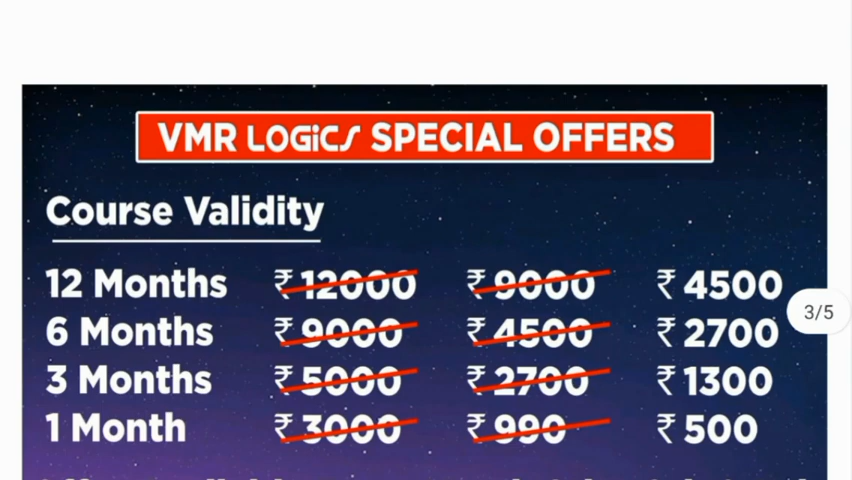 VMR LOGiCS SPECIAL OFFERS
Course Validity
12 Months ₹ 12000 ₹ 9000 ₹ 4500
6 Months ₹ 9000 ₹ 4500 ₹ 2700
3/5
3 Months ₹ 5000 ₹ 2700 ₹ 1300
1 Month ₹ 3000 ₹ 990 ₹ 500